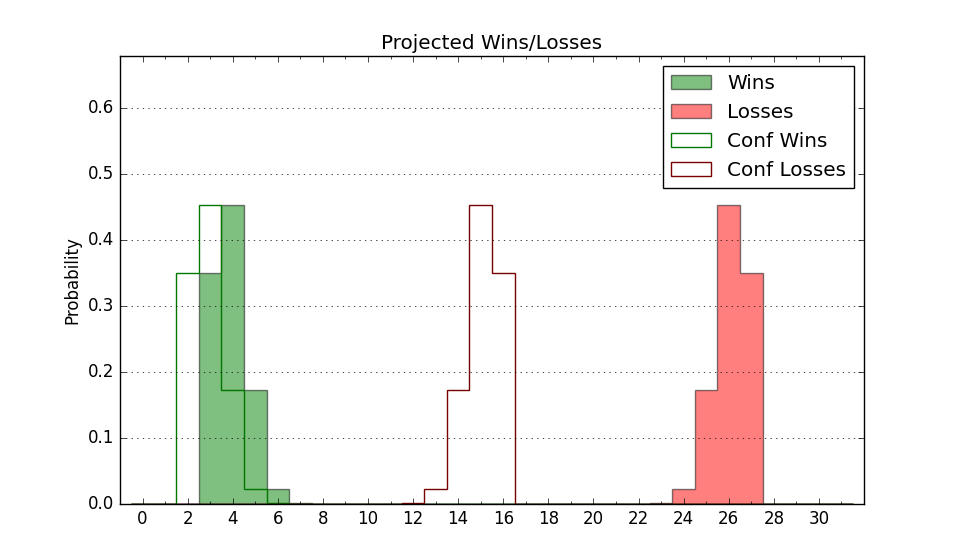 Projected Wins/Losses
Wins
Losses
Conf Wins
Conf Losses
Probability
0.6
0.5
0.4
0.3
0.2
0.1
0.0
0 2 4 6 8 10 12 14 16 18 20 22 24 26 28 30